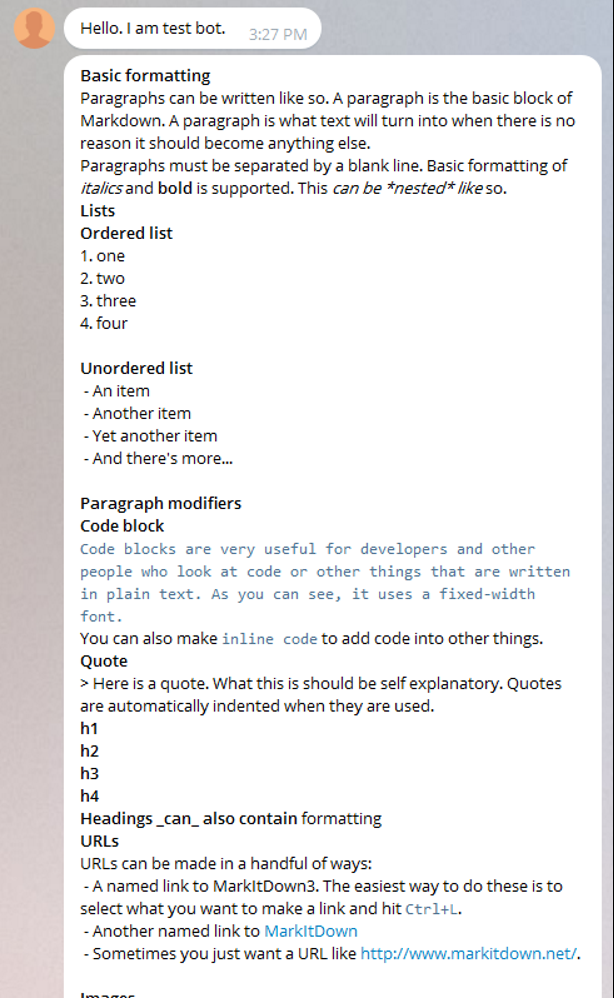 Hello. I am test bot.
3:27 PM
Basic formatting
Paragraphs can be written like so. A paragraph is the basic block of
Markdown. A paragraph is what text will turn into when there is no
reason it should become anything else.
Paragraphs must be separated by a blank line. Basic formatting of
italics and bold is supported. This can be *nested* like so.
Lists
Ordered list
1. one
2. two
3. three
4. four
Unordered list
- An item
- Another item
- Yet another item
- And there's more...
Paragraph modifiers
Code block
Code blocks are very useful for developers and other
people who look at code or other things that are written
in plain text. As you can see, it uses a fixed-width
font.
You can also make inline code to add code into other things.
Quote
> Here is a quote. What this is should be self explanatory. Quotes
are automatically indented when they are used.
h1
h2
h3
h4
Headings _can_ also contain formatting
URLs
URLs can be made in a handful of ways:
- A named link to MarkItDown3. The easiest way to do these is to
select what you want to make a link and hit Ctrl+L.
- Another named link to MarkItDown
- Sometimes you just want a URL like http://www.markitdown.net/.
Images